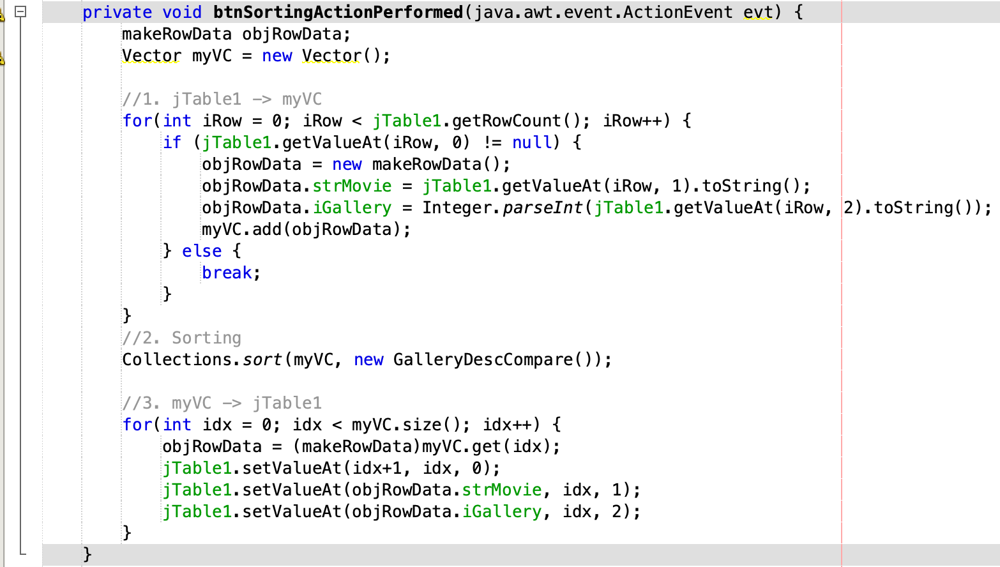 private void btnSortingActionPerformed(java.awt.event.ActionEvent evt) {
makeRowData objRowData;
Vector myVC = new Vector();
//1. jTable1 -> myVC
for(int iRow = 0; iRow < jTable1.getRowCount(); iRow++) {
if (jTable1.getValueAt(iRow, 0) != null) {
objRowData = new makeRowData();
objRowData.strMovie = jTable1.getValueAt(iRow, 1).toString();
objRowData.iGallery = Integer.parseInt(jTable1.getValueAt(iRow, 2).toString());
myVC.add(objRowData);
} else {
break;
}
}
//2. Sorting
Collections.sort(myVC, new GalleryDescCompare());
//3. myVC -> jTable1
for(int idx = 0; idx < myVC.size(); idx++) {
objRowData = (makeRowData)myVC.get(idx);
jTable1.setValueAt(idx+1, idx, 0);
jTable1.setValueAt(objRowData.strMovie, idx, 1);
jTable1.setValueAt(objRowData.iGallery, idx, 2);
}
}